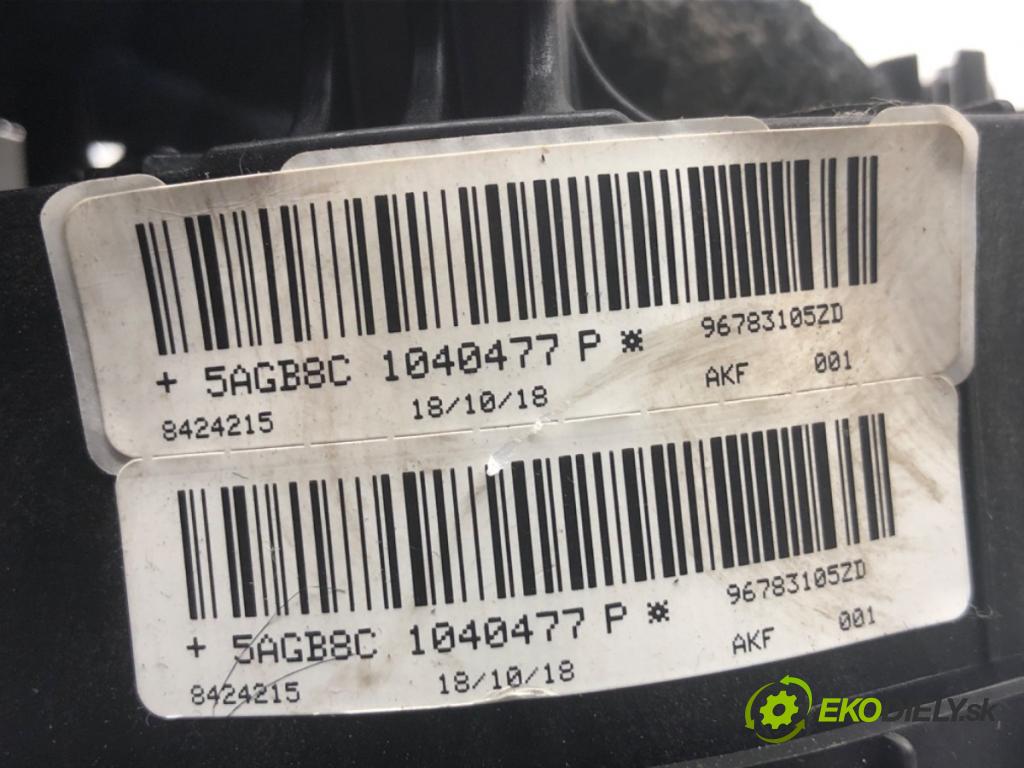 96783105ZD
+ 5AGB8C 1040477 P ⋇
AKF 001
8424215 18/10/18
96783105ZD
+ 5AGB8C 1040477 P ⋇
AKF 001
8424215 18/10/18
EKODIELY.sk